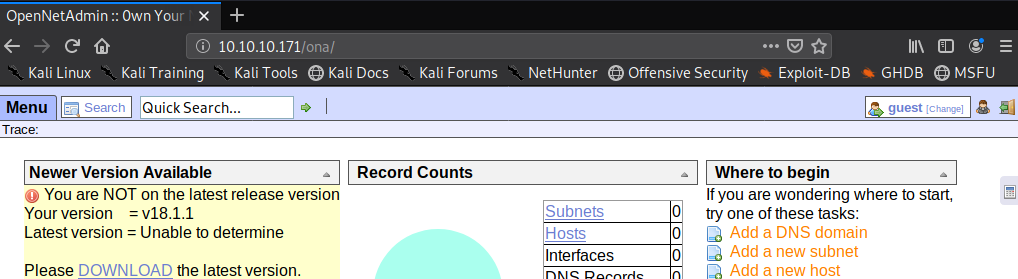 OpenNetAdmin :: 0wn Your
10.10.10.171/ona/
Kali Linux Kali Training Kali Tools Kali Docs Kali Forums NetHunter Offensive Security Exploit-DB GHDB MSFU
Menu Search Quick Search... guest [Change]
Trace:
Newer Version Available
You are NOT on the latest release version
Your version = v18.1.1
Latest version = Unable to determine
Please DOWNLOAD the latest version.
Record Counts
Subnets 0
Hosts 0
Interfaces 0
DNS Records 0
Where to begin
If you are wondering where to start,
try one of these tasks:
Add a DNS domain
Add a new subnet
Add a new host